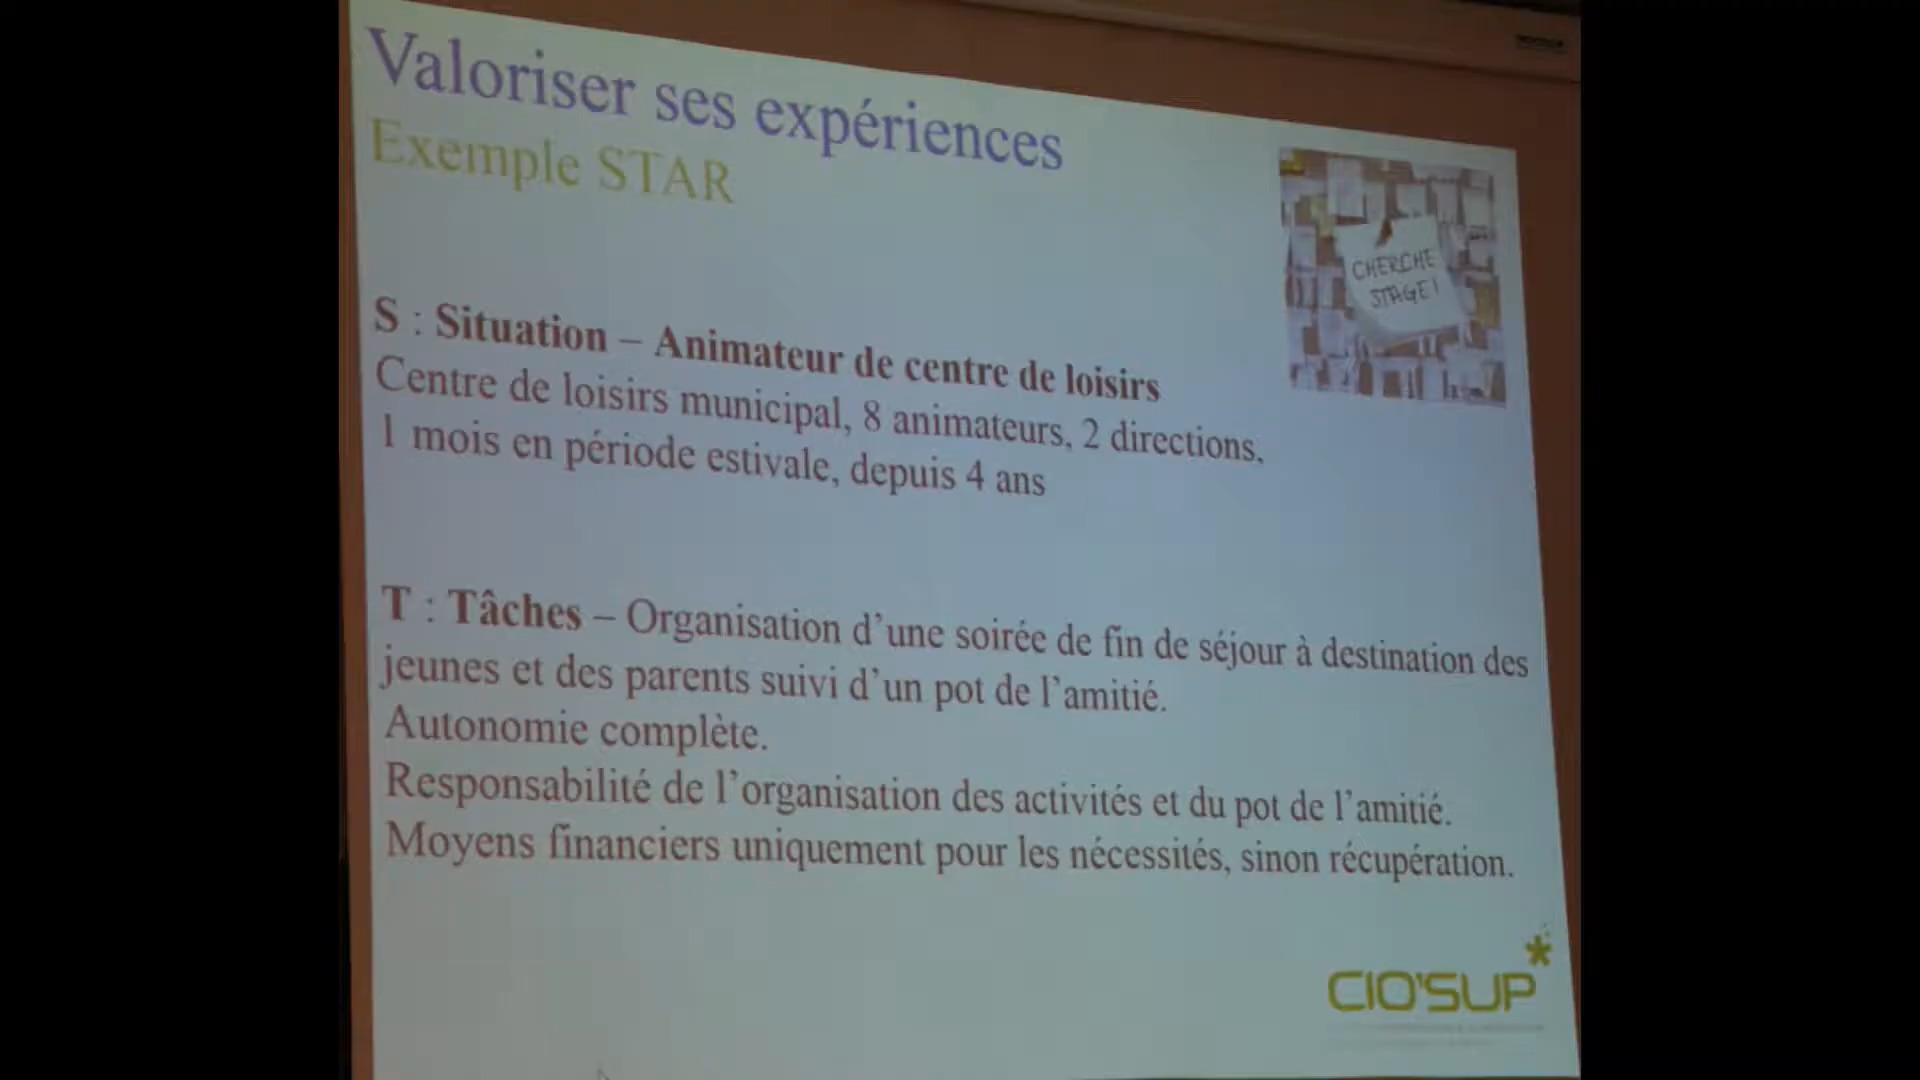 Valoriser ses expériences
Exemple STAR
CHERCHE
STAGE!
S : Situation – Animateur de centre de loisirs
Centre de loisirs municipal, 8 animateurs, 2 directions,
1 mois en période estivale, depuis 4 ans
T : Tâches – Organisation d’une soirée de fin de séjour à destination des
jeunes et des parents suivi d’un pot de l’amitié.
Autonomie complète.
Responsabilité de l’organisation des activités et du pot de l’amitié.
Moyens financiers uniquement pour les nécessités, sinon récupération.
CIO'SUP*